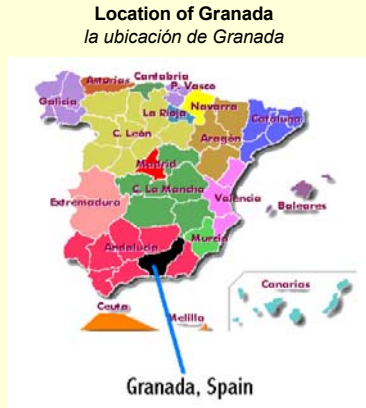 Location of Granada
la ubicación de Granada
Asturias
Cantabria
P. Vasco
Galicia
Navarra
La Rioja
Cataluna
C. León
Aragón
Madrid
C. La Mancha
Valencia
Extremadura
Baleares
Murcia
Andalucía
Canarias
Ceuta
Melilla
Granada, Spain